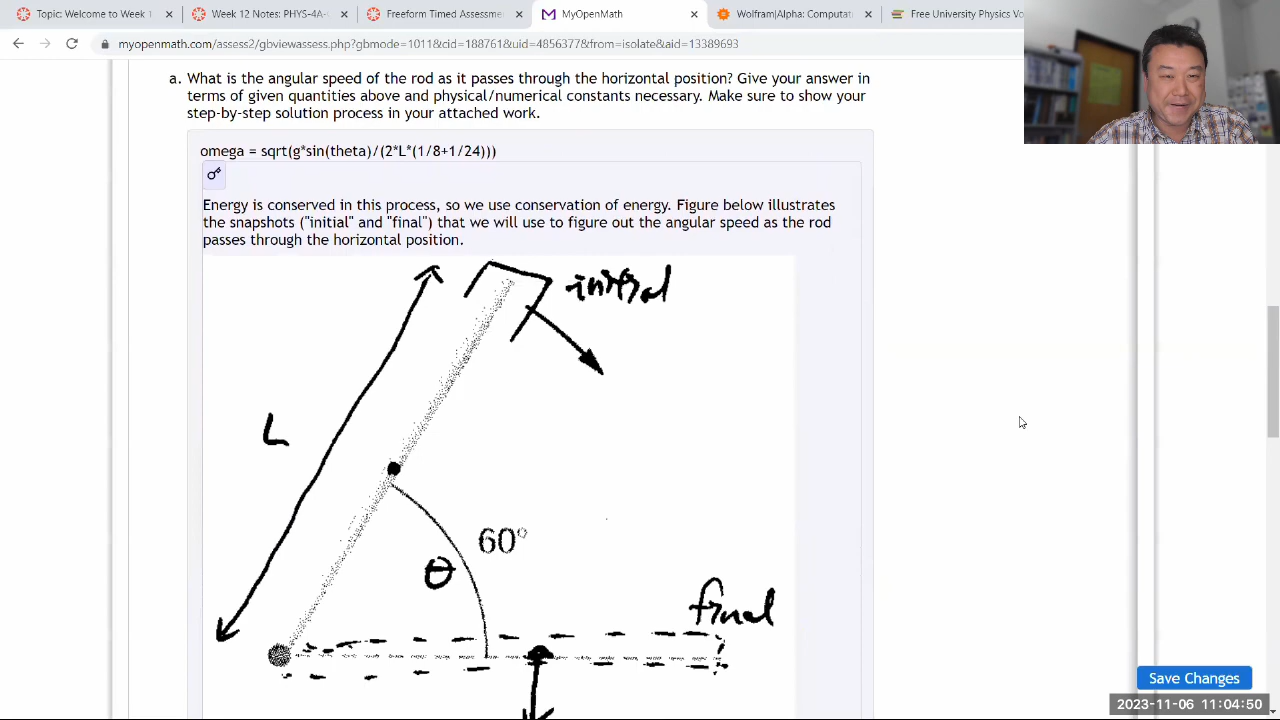 Topic: Welcome to Week 1
Week 12 Notes: PHYS-4A-
Freeform Timed Assessme
MyOpenMath
Wolfram|Alpha: Computat
Free University Physics Vo
myopenmath.com/assess2/gbviewassess.php?gbmode=1011&cid=188761&uid=4856377&from=isolate&aid=13389693
a. What is the angular speed of the rod as it passes through the horizontal position? Give your answer in
terms of given quantities above and physical/numerical constants necessary. Make sure to show your
step-by-step solution process in your attached work.
omega = sqrt(g*sin(theta)/(2*L*(1/8+1/24)))
Energy is conserved in this process, so we use conservation of energy. Figure below illustrates
the snapshots ("initial" and "final") that we will use to figure out the angular speed as the rod
passes through the horizontal position.
initial
L
60°
θ
final
Save Changes
2023-11-06 11:04:50